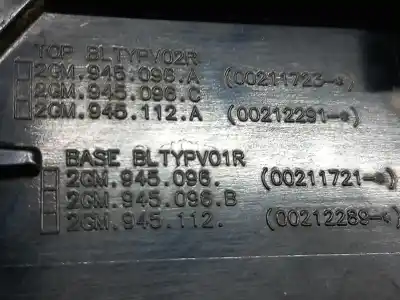 TOP BLTYPV02R
2GM.945.096.A (00211723-*)
2GM.945.096.C
2GM.945.112.A (00212291-*)
BASE BLTYPV01R
2GM.945.096. (00211721-*)
2GM.945.096.B
2GM.945.112. (00212289-*)